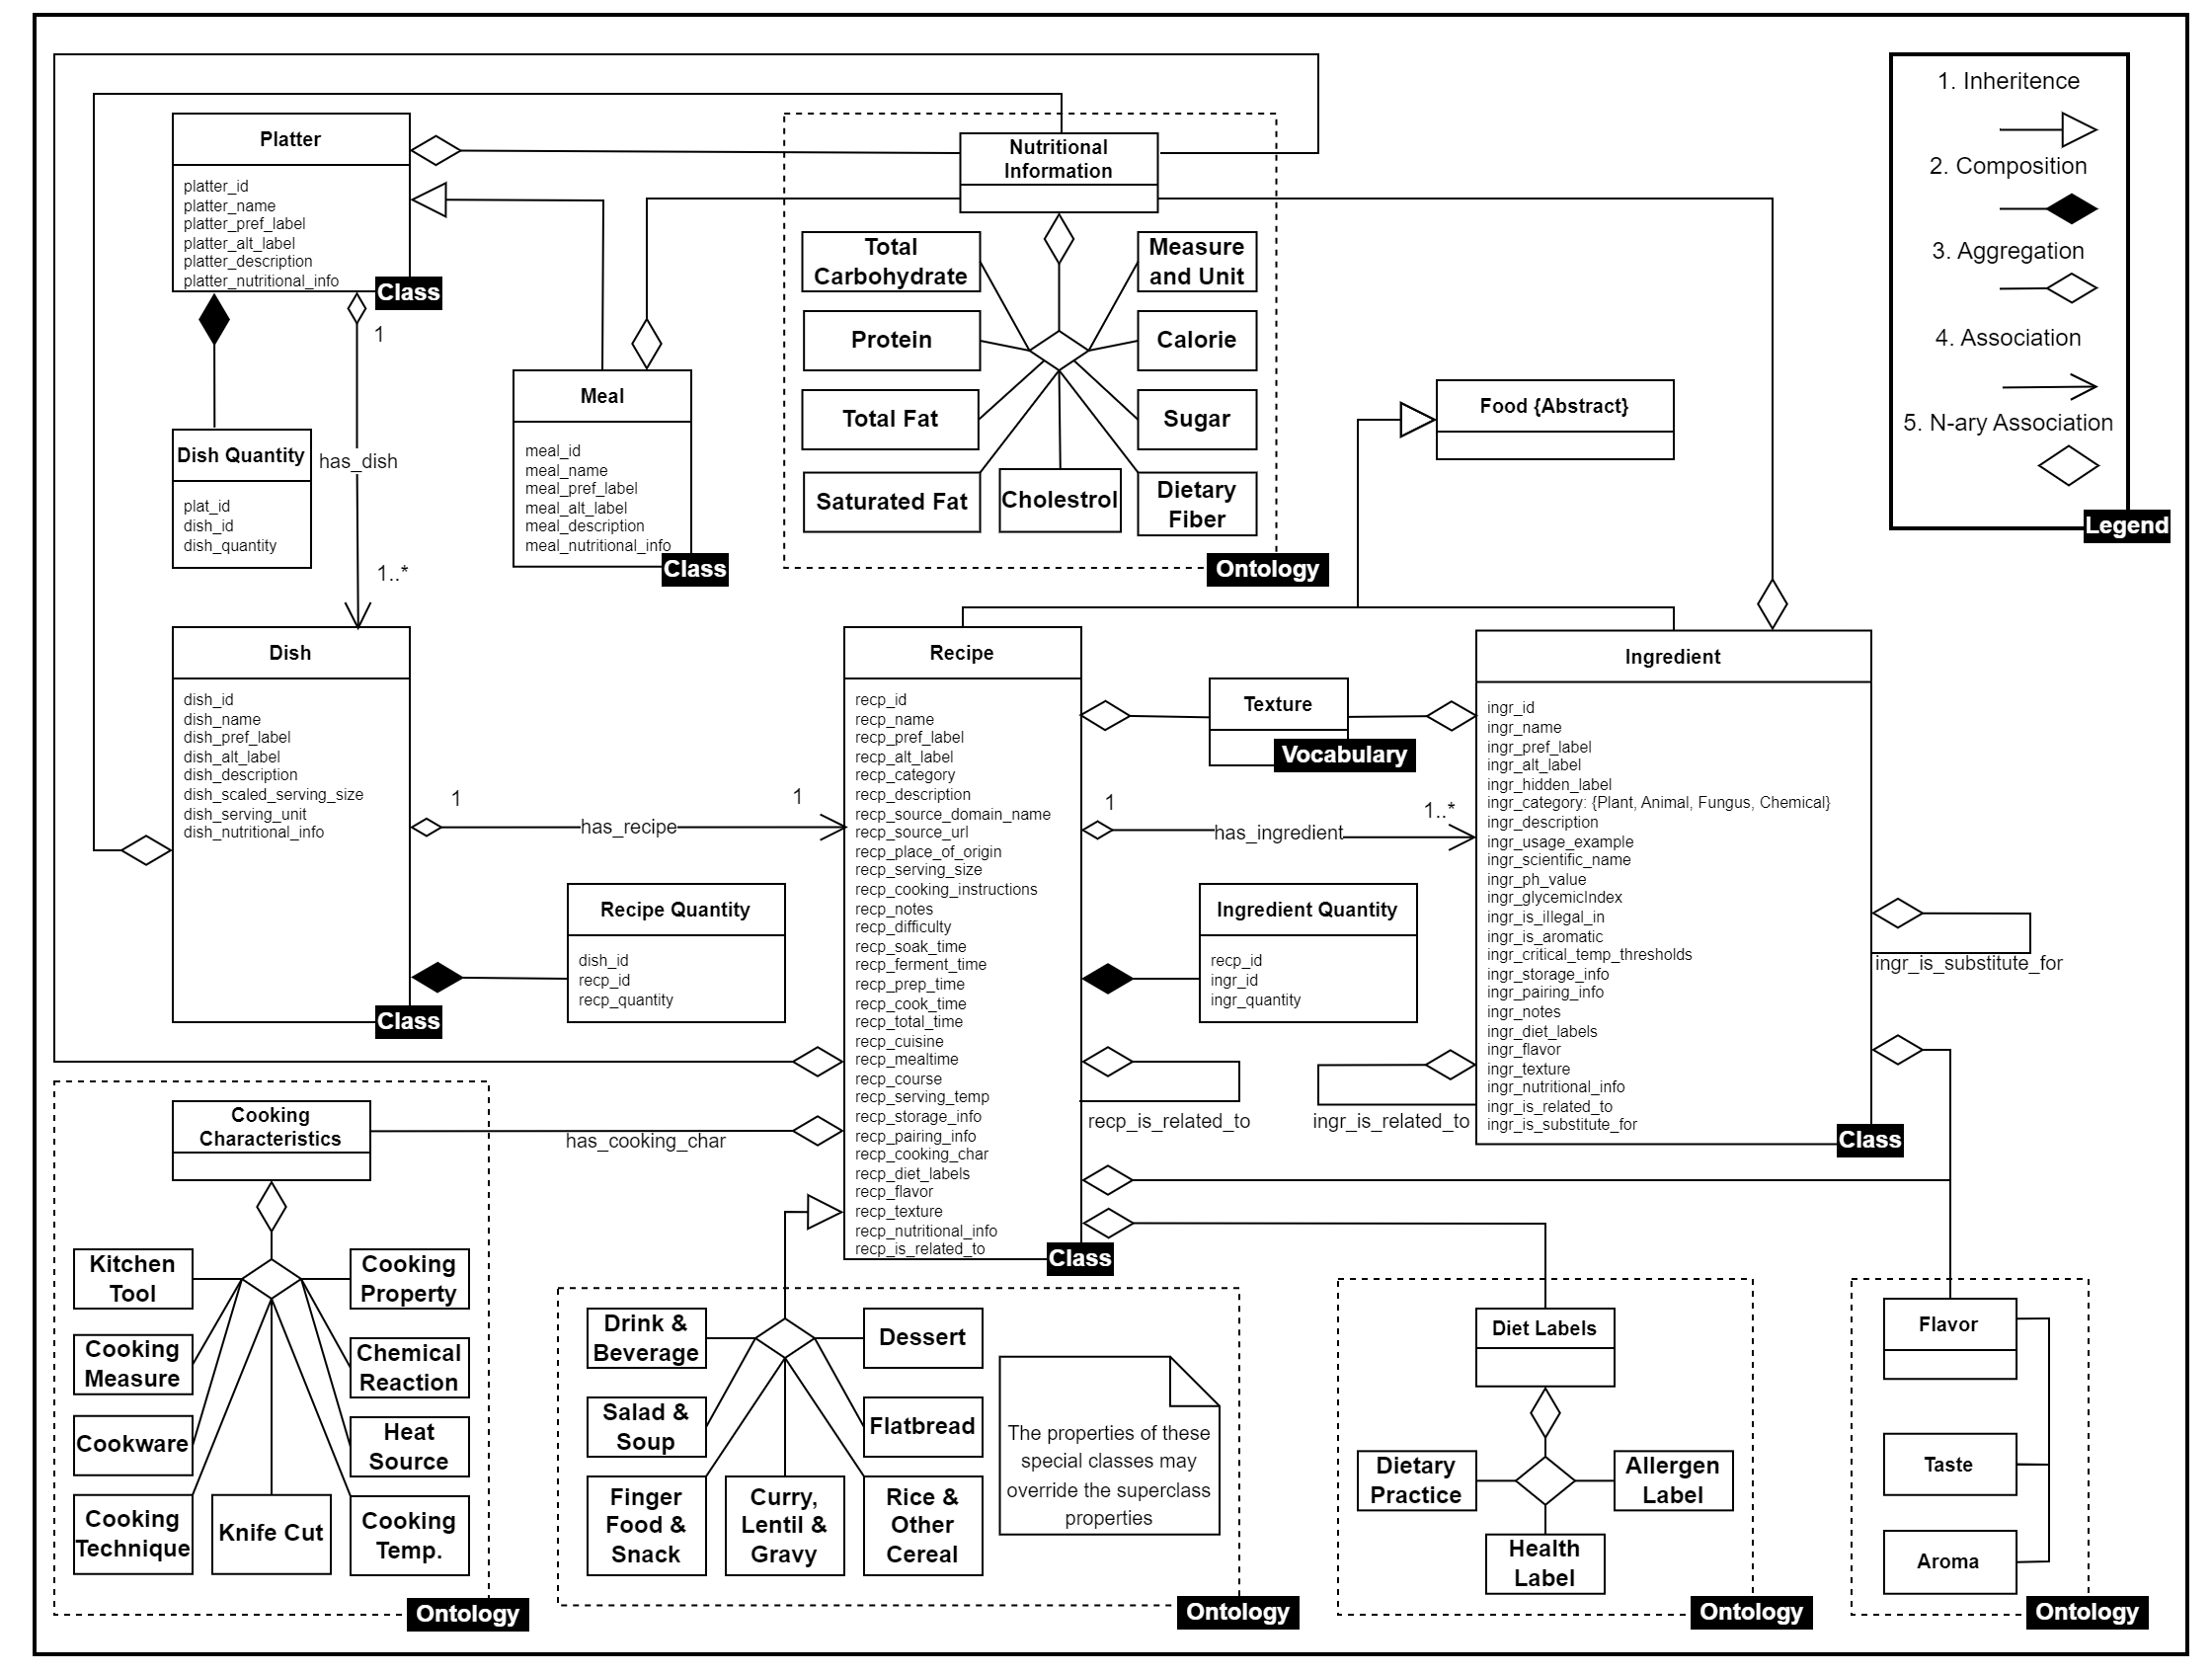 Platter
platter_id
platter_name
platter_pref_label
platter_alt_label
platter_description
platter_nutritional_info
Class
1
has_dish
1..*
Dish Quantity
plat_id
dish_id
dish_quantity
Meal
meal_id
meal_name
meal_pref_label
meal_alt_label
meal_description
meal_nutritional_info
Class
Nutritional
Information
Total
Carbohydrate
Measure
and Unit
Protein
Calorie
Total Fat
Sugar
Saturated Fat
Cholestrol
Dietary
Fiber
Ontology
Food {Abstract}
1. Inheritence
2. Composition
3. Aggregation
4. Association
5. N-ary Association
Legend
Dish
dish_id
dish_name
dish_pref_label
dish_alt_label
dish_description
dish_scaled_serving_size
dish_serving_unit
dish_nutritional_info
Class
1
has_recipe
1
Recipe Quantity
dish_id
recp_id
recp_quantity
Recipe
recp_id
recp_name
recp_pref_label
recp_alt_label
recp_category
recp_description
recp_source_domain_name
recp_source_url
recp_place_of_origin
recp_serving_size
recp_cooking_instructions
recp_notes
recp_difficulty
recp_soak_time
recp_ferment_time
recp_prep_time
recp_cook_time
recp_total_time
recp_cuisine
recp_mealtime
recp_course
recp_serving_temp
recp_storage_info
recp_pairing_info
recp_cooking_char
recp_diet_labels
recp_flavor
recp_texture
recp_nutritional_info
recp_is_related_to
Class
Texture
Vocabulary
1
has_ingredient
1..*
Ingredient Quantity
recp_id
ingr_id
ingr_quantity
recp_is_related_to
ingr_is_related_to
Ingredient
ingr_id
ingr_name
ingr_pref_label
ingr_alt_label
ingr_hidden_label
ingr_category: {Plant, Animal, Fungus, Chemical}
ingr_description
ingr_usage_example
ingr_scientific_name
ingr_ph_value
ingr_glycemicIndex
ingr_is_illegal_in
ingr_is_aromatic
ingr_critical_temp_thresholds
ingr_storage_info
ingr_pairing_info
ingr_notes
ingr_diet_labels
ingr_flavor
ingr_texture
ingr_nutritional_info
ingr_is_related_to
ingr_is_substitute_for
Class
ingr_is_substitute_for
Cooking
Characteristics
has_cooking_char
Kitchen
Tool
Cooking
Property
Cooking
Measure
Chemical
Reaction
Cookware
Heat
Source
Cooking
Technique
Knife Cut
Cooking
Temp.
Ontology
Drink &
Beverage
Dessert
Salad &
Soup
Flatbread
Finger
Food &
Snack
Curry,
Lentil &
Gravy
Rice &
Other
Cereal
The properties of these
special classes may
override the superclass
properties
Ontology
Diet Labels
Dietary
Practice
Allergen
Label
Health
Label
Ontology
Flavor
Taste
Aroma
Ontology